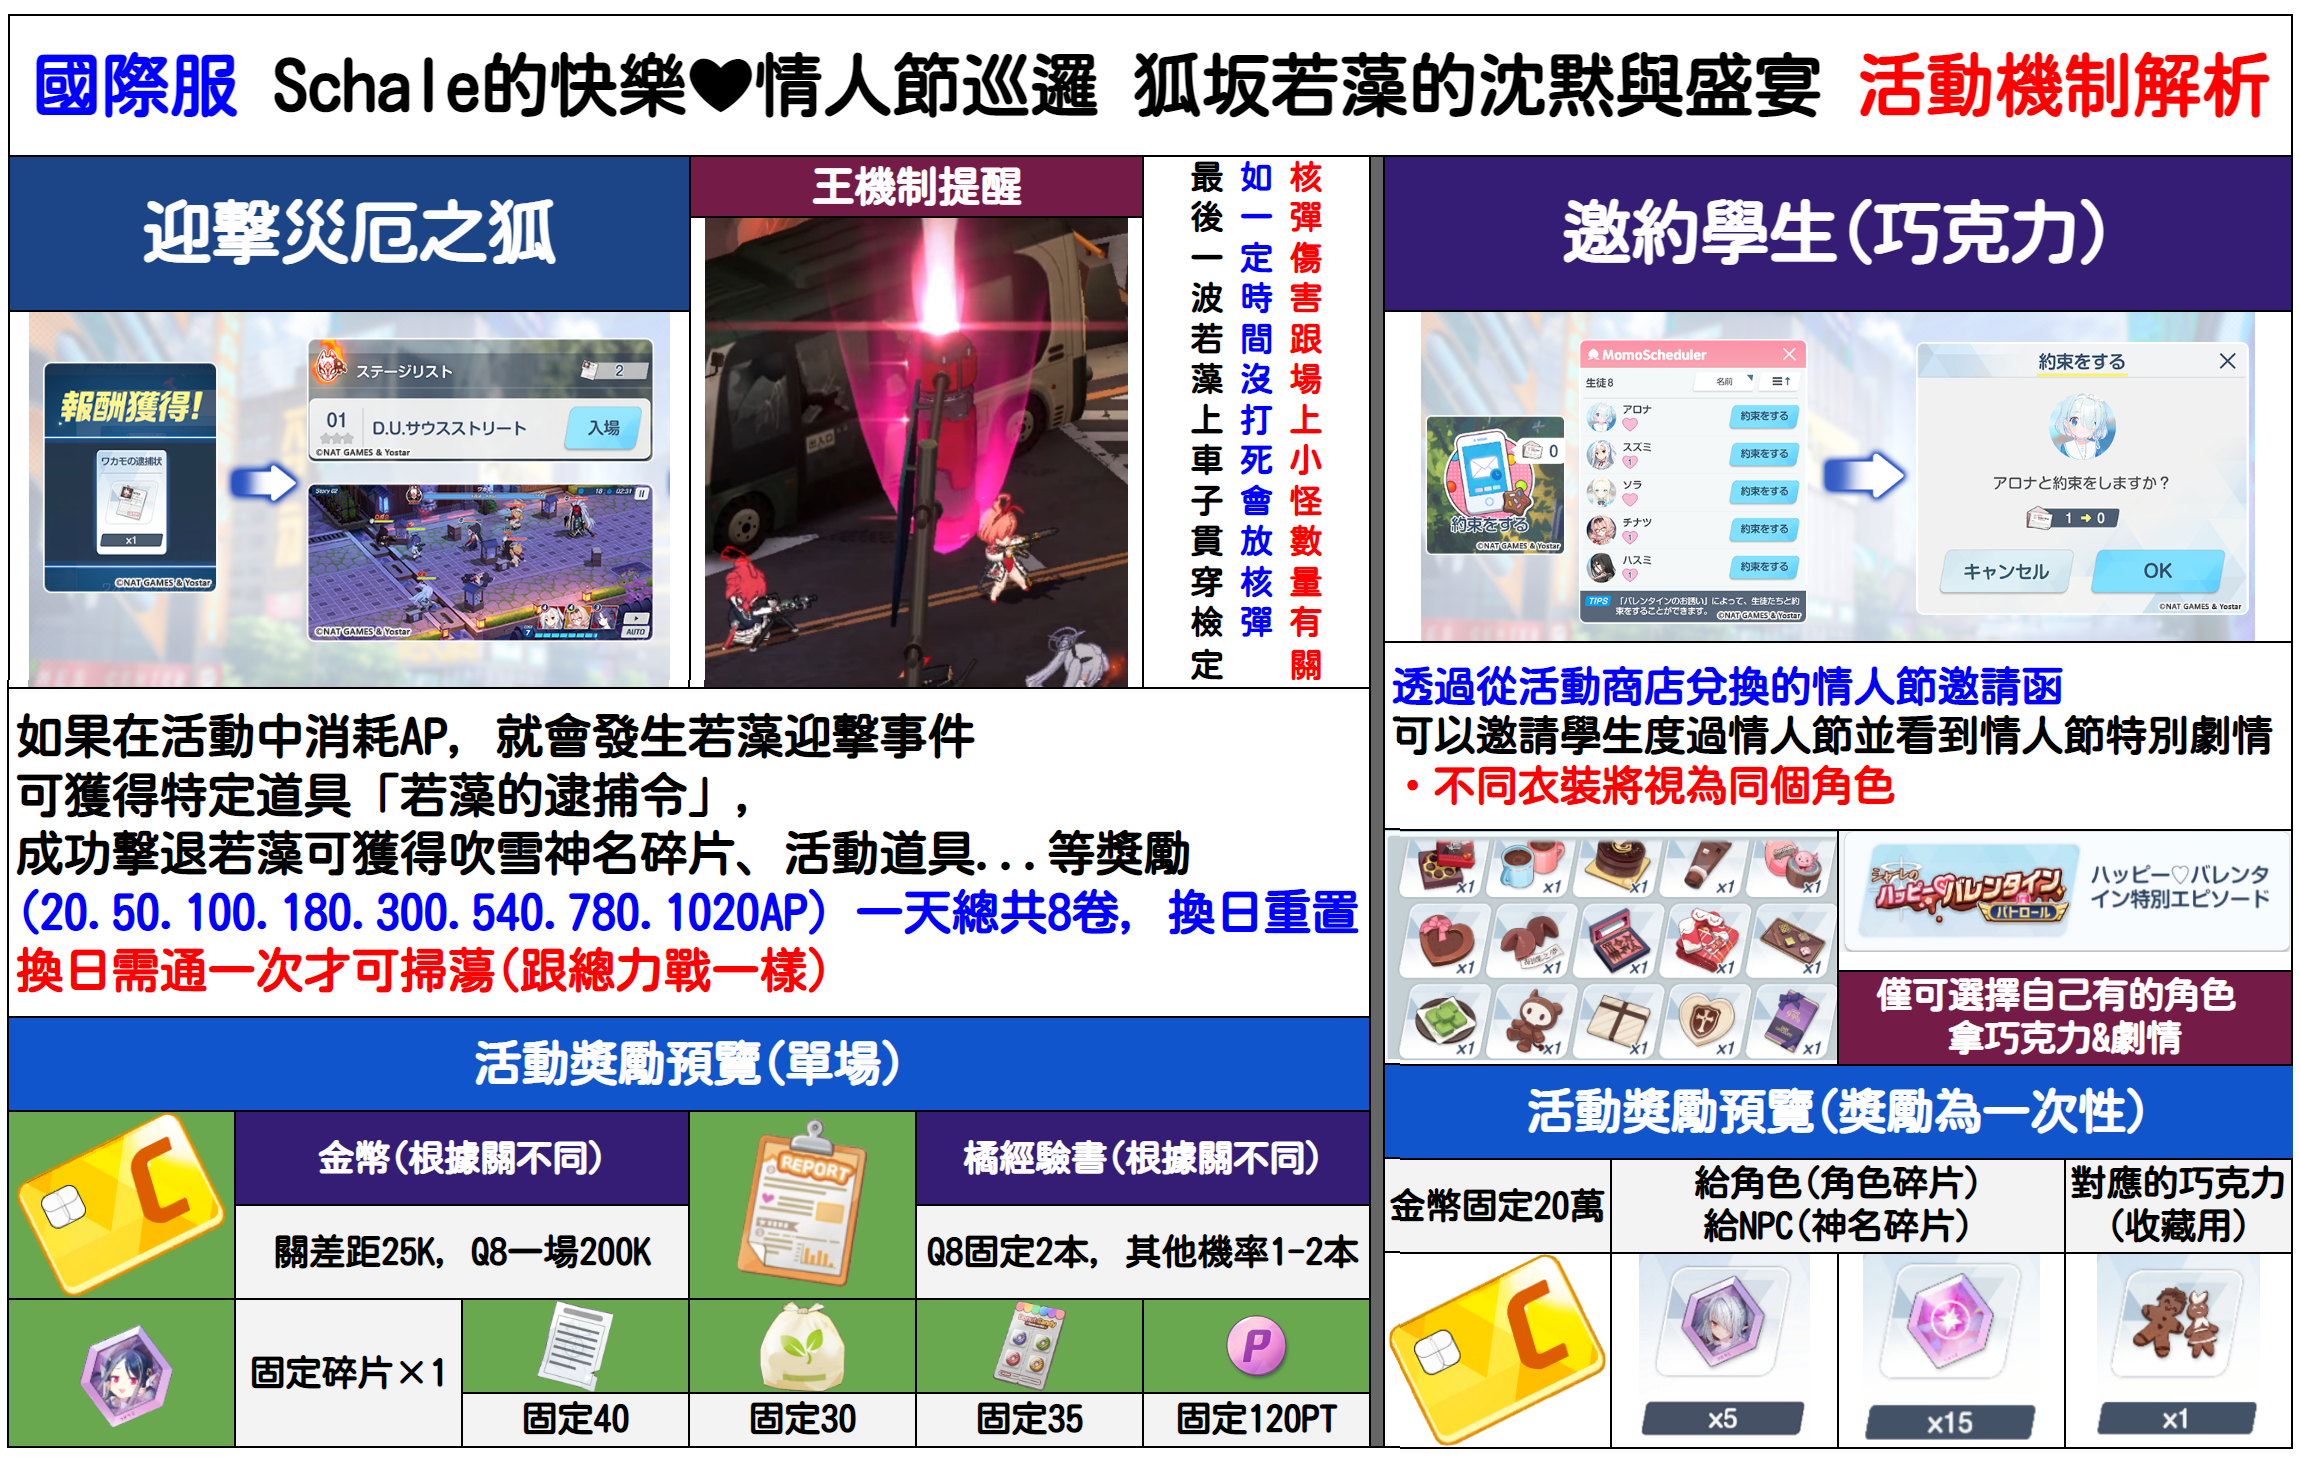 國際服 Schale的快樂♥情人節巡邏 狐坂若藻的沈默與盛宴 活動機制解析
迎擊災厄之狐
報酬獲得!
ワカモの逮捕状
x1
©NAT GAMES & Yostar
ステージリスト
2
01
D.U.サウスストリート
入場
©NAT GAMES & Yostar
Story 02
02:31
AUTO
©NAT GAMES & Yostar
王機制提醒
核彈傷害跟場上小怪數量有關
如一定時間沒打死會放核彈
最後一波若藻上車子貫穿檢定
如果在活動中消耗AP, 就會發生若藻迎擊事件
可獲得特定道具「若藻的逮捕令」,
成功擊退若藻可獲得吹雪神名碎片、活動道具...等獎勵
(20.50.100.180.300.540.780.1020AP) 一天總共8卷, 換日重置
換日需通一次才可掃蕩(跟總力戰一樣)
活動獎勵預覽(單場)
金幣(根據關不同)
關差距25K, Q8一場200K
REPORT
橘經驗書(根據關不同)
Q8固定2本, 其他機率1-2本
固定碎片×1
固定40
固定30
固定35
固定120PT
邀約學生(巧克力)
0
約束をする
©NAT GAMES & Yostar
MomoScheduler
生徒8
名前
アロナ
約束をする
スズミ
1
約束をする
ソラ
約束をする
チナツ
1
約束をする
ハスミ
1
約束をする
TIPS 「バレンタインのお誘い」によって、生徒たちと約
束をすることができます。
©NAT GAMES & Yostar
約束をする
アロナと約束をしますか？
1 → 0
キャンセル
OK
©NAT GAMES & Yostar
透過從活動商店兌換的情人節邀請函
可以邀請學生度過情人節並看到情人節特別劇情
・不同衣裝將視為同個角色
x1 x1 x1 x1 x1
x1 x1 x1 x1 x1
x1 x1 x1 x1 x1
シャーレの
ハッピーバレンタイン
パトロール
ハッピー♡バレンタ
イン特別エピソード
僅可選擇自己有的角色
拿巧克力&劇情
活動獎勵預覽(獎勵為一次性)
金幣固定20萬
給角色(角色碎片)
給NPC(神名碎片)
對應的巧克力
(收藏用)
x5
x15
x1